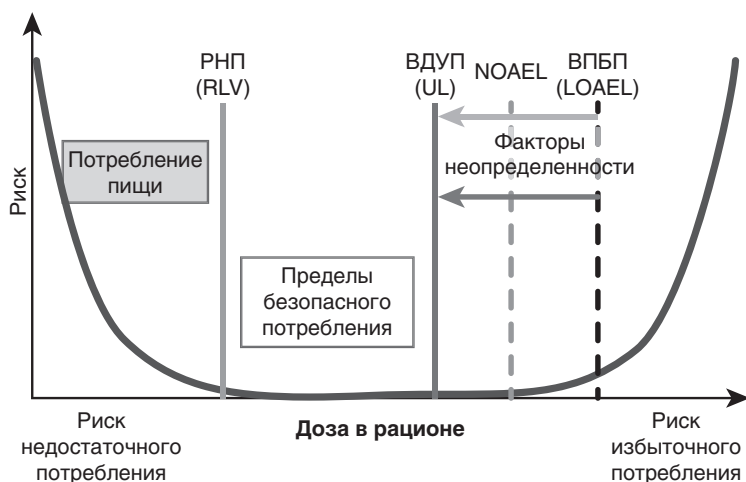 РНП
(RLV)
ВДУП
(UL)
NOAEL
ВПБП
(LOAEL)
Потребление
пищи
Факторы
неопределенности
Риск
Пределы
безопасного
потребления
Риск
недостаточного
потребления
Доза в рационе
Риск
избыточного
потребления